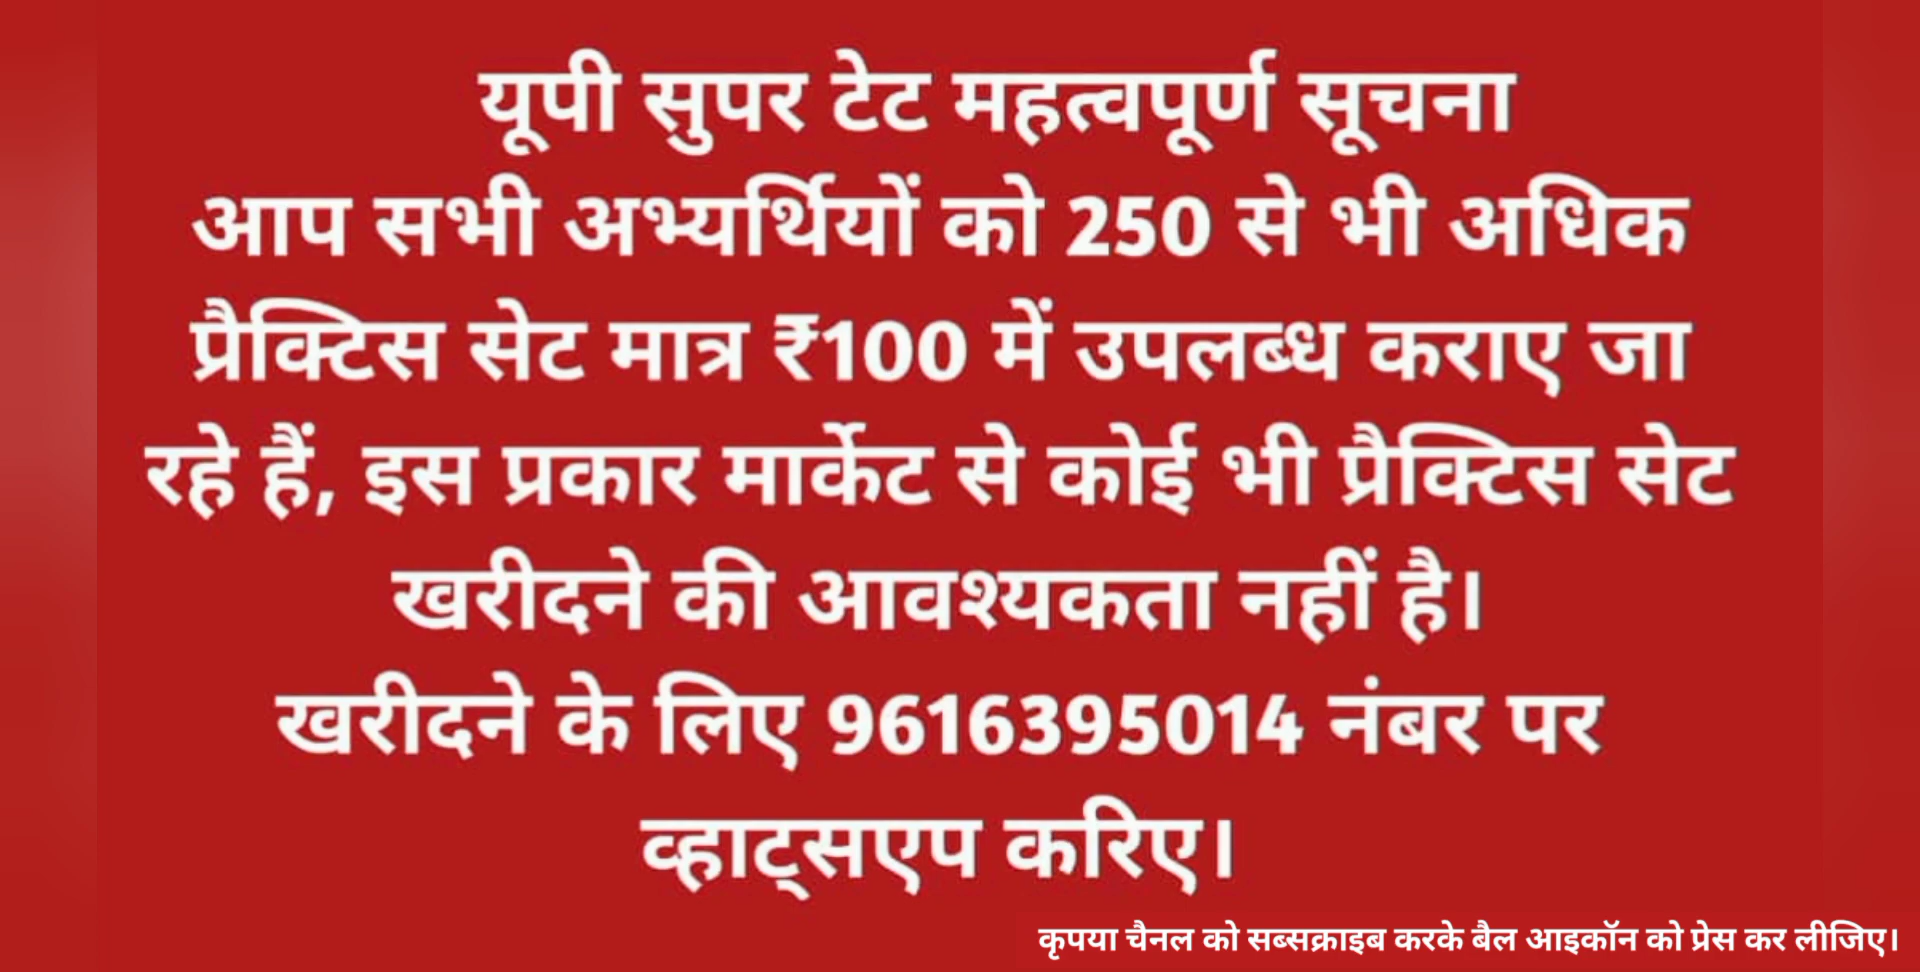 यूपी सुपर टेट महत्वपूर्ण सूचना
आप सभी अभ्यर्थियों को 250 से भी अधिक
प्रैक्टिस सेट मात्र ₹100 में उपलब्ध कराए जा
रहे हैं, इस प्रकार मार्केट से कोई भी प्रैक्टिस सेट
खरीदने की आवश्यकता नहीं है।
खरीदने के लिए 9616395014 नंबर पर
व्हाट्सएप करिए।
कृपया चैनल को सब्सक्राइब करके बैल आइकॉन को प्रेस कर लीजिए।